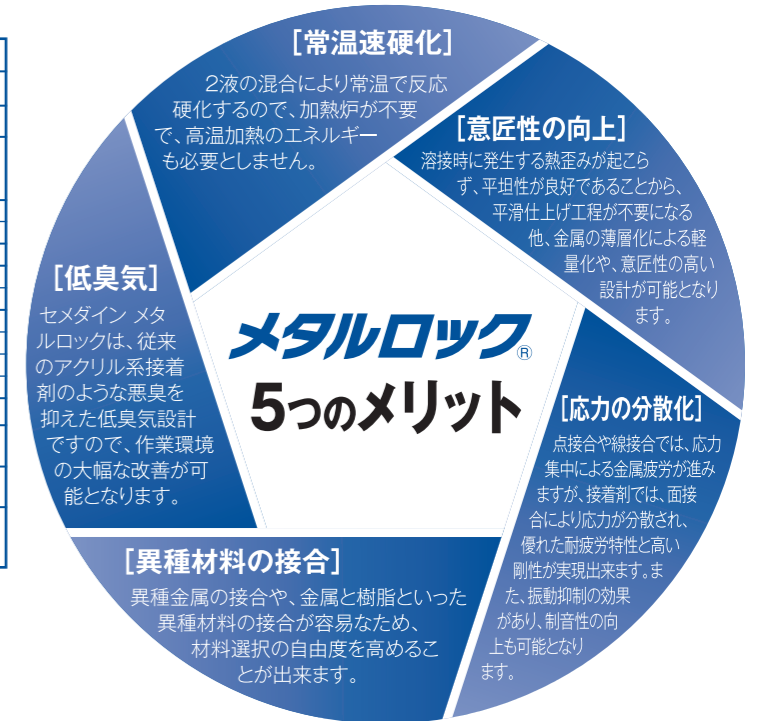 [常温速硬化]
2液の混合により常温で反応
硬化するので、加熱炉が不要
で、高温加熱のエネルギー
も必要としません。
[意匠性の向上]
溶接時に発生する熱歪みが起こら
ず、平坦性が良好であることから、
平滑仕上げ工程が不要になる
他、金属の薄層化による軽
量化や、意匠性の高い
設計が可能となり
ます。
[応力の分散化]
点接合や線接合では、応力
集中による金属疲労が進み
ますが、接着剤では、面接
合により応力が分散され、
優れた耐疲労特性と高い
剛性が実現出来ます。ま
た、振動抑制の効果
があり、制音性の向
上も可能となり
ます。
[異種材料の接合]
異種金属の接合や、金属と樹脂といった
異種材料の接合が容易なため、
材料選択の自由度を高めるこ
とが出来ます。
[低臭気]
セメダイン メタ
ルロックは、従来
のアクリル系接着
剤のような悪臭を
抑えた低臭気設計
ですので、作業環境
の大幅な改善が可
能となります。
メタルロック®
5つのメリット